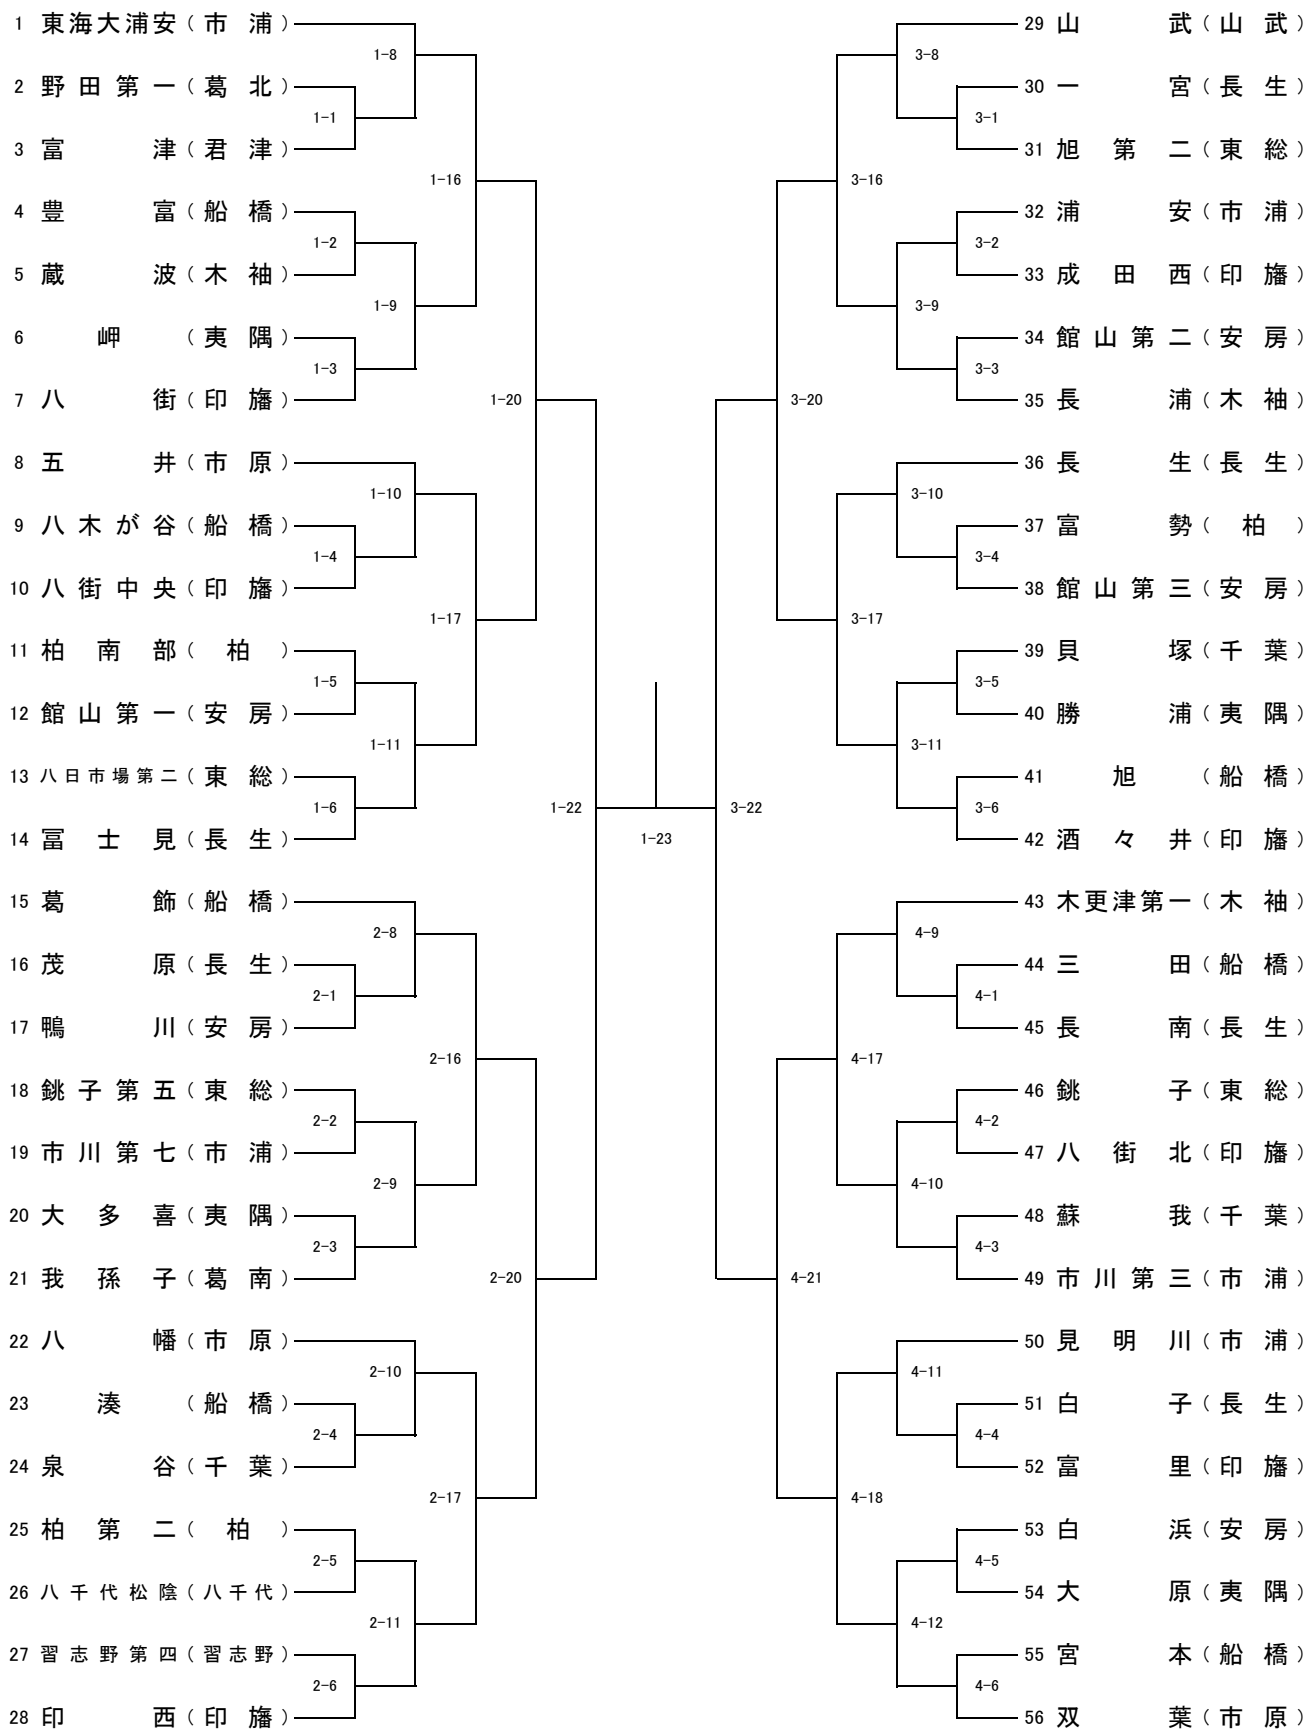 1 東海大浦安（市浦）
2 野田第一（葛北）
3 富津（君津）
4 豊富（船橋）
5 蔵波（木袖）
6 岬（夷隅）
7 八街（印旛）
8 五井（市原）
9 八木が谷（船橋）
10 八街中央（印旛）
11 柏南部（柏）
12 館山第一（安房）
13 八日市場第二（東総）
14 冨士見（長生）
15 葛飾（船橋）
16 茂原（長生）
17 鴨川（安房）
18 銚子第五（東総）
19 市川第七（市浦）
20 大多喜（夷隅）
21 我孫子（葛南）
22 八幡（市原）
23 湊（船橋）
24 泉谷（千葉）
25 柏第二（柏）
26 八千代松陰（八千代）
27 習志野第四（習志野）
28 印西（印旛）
1-8
1-1
1-16
1-2
1-9
1-3
1-20
1-10
1-4
1-17
1-5
1-11
1-6
1-22
2-8
2-1
2-16
2-2
2-9
2-3
2-20
2-10
2-4
2-17
2-5
2-11
2-6
1-23
3-8
3-1
3-16
3-2
3-9
3-3
3-20
3-10
3-4
3-17
3-5
3-11
3-6
3-22
4-9
4-1
4-17
4-2
4-10
4-3
4-21
4-11
4-4
4-18
4-5
4-12
4-6
29 山武（山武）
30 一宮（長生）
31 旭第二（東総）
32 浦安（市浦）
33 成田西（印旛）
34 館山第二（安房）
35 長浦（木袖）
36 長生（長生）
37 富勢（柏）
38 館山第三（安房）
39 貝塚（千葉）
40 勝浦（夷隅）
41 旭（船橋）
42 酒々井（印旛）
43 木更津第一（木袖）
44 三田（船橋）
45 長南（長生）
46 銚子（東総）
47 八街北（印旛）
48 蘇我（千葉）
49 市川第三（市浦）
50 見明川（市浦）
51 白子（長生）
52 富里（印旛）
53 白浜（安房）
54 大原（夷隅）
55 宮本（船橋）
56 双葉（市原）